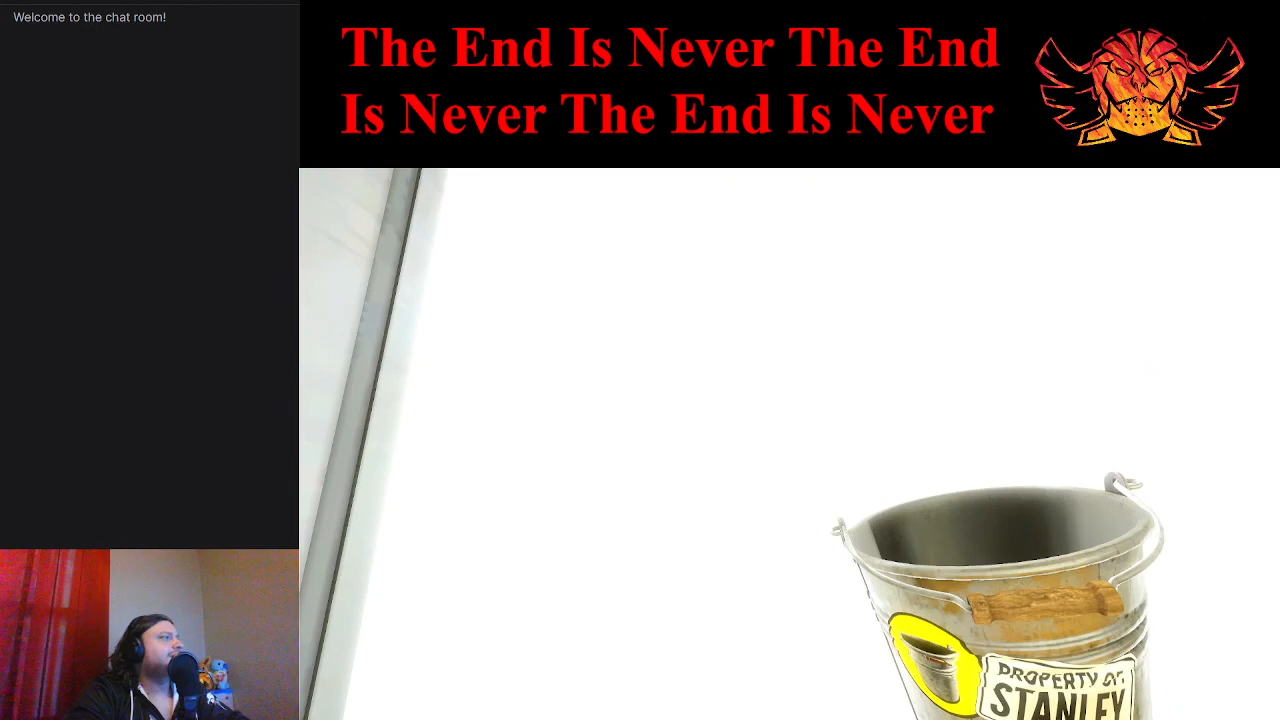 Welcome to the chat room!
The End Is Never The End
Is Never The End Is Never
PROPERTY OF
STANLEY